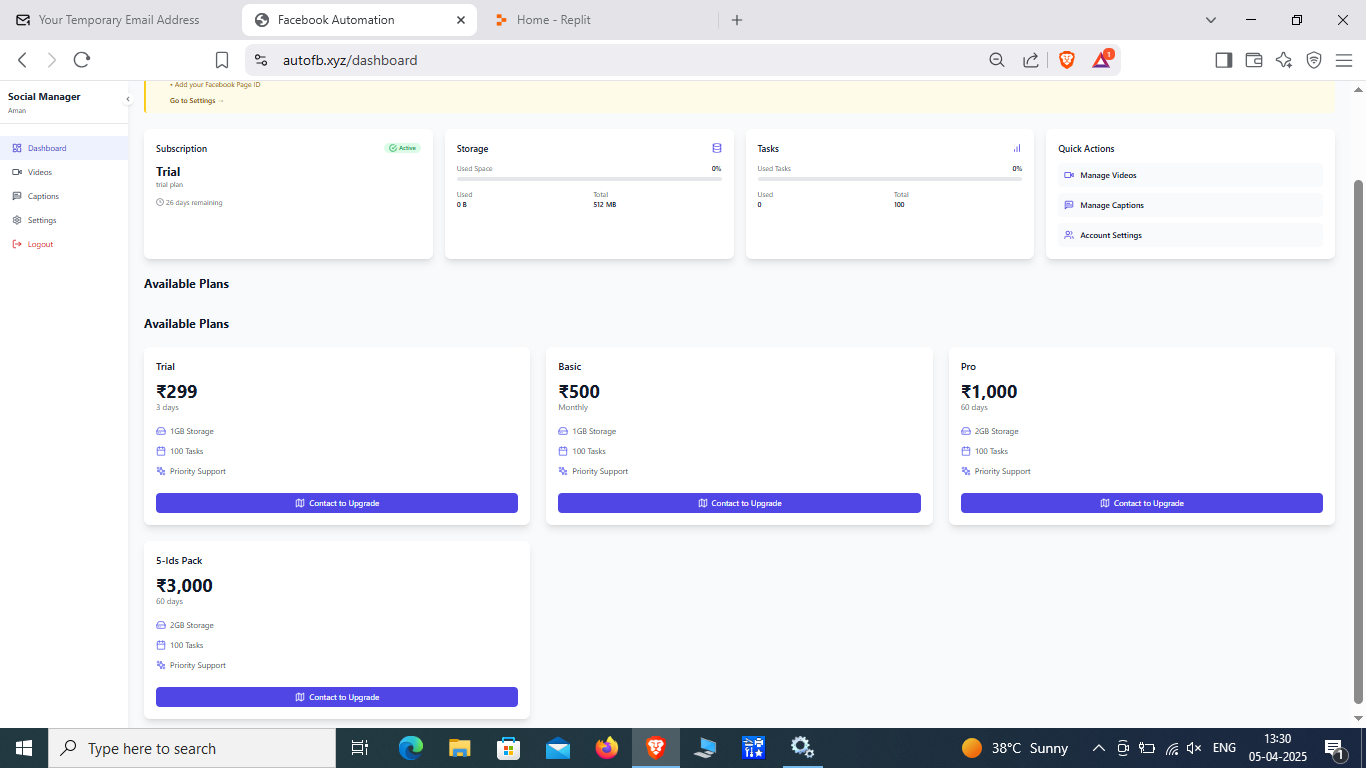 Your Temporary Email Address
Facebook Automation
Home - Replit
autofb.xyz/dashboard
1
Social Manager
Aman
Dashboard
Videos
Captions
Settings
Logout
• Add your Facebook Page ID
Go to Settings →
Subscription
Active
Trial
trial plan
26 days remaining
Storage
Used Space 0%
Used Total
0 B 512 MB
Tasks
Used Tasks 0%
Used Total
0 100
Quick Actions
Manage Videos
Manage Captions
Account Settings
Available Plans
Available Plans
Trial
₹299
3 days
1GB Storage
100 Tasks
Priority Support
Contact to Upgrade
Basic
₹500
Monthly
1GB Storage
100 Tasks
Priority Support
Contact to Upgrade
Pro
₹1,000
60 days
2GB Storage
100 Tasks
Priority Support
Contact to Upgrade
5-Ids Pack
₹3,000
60 days
2GB Storage
100 Tasks
Priority Support
Contact to Upgrade
Type here to search
38°C Sunny
ENG
13:30
05-04-2025
1